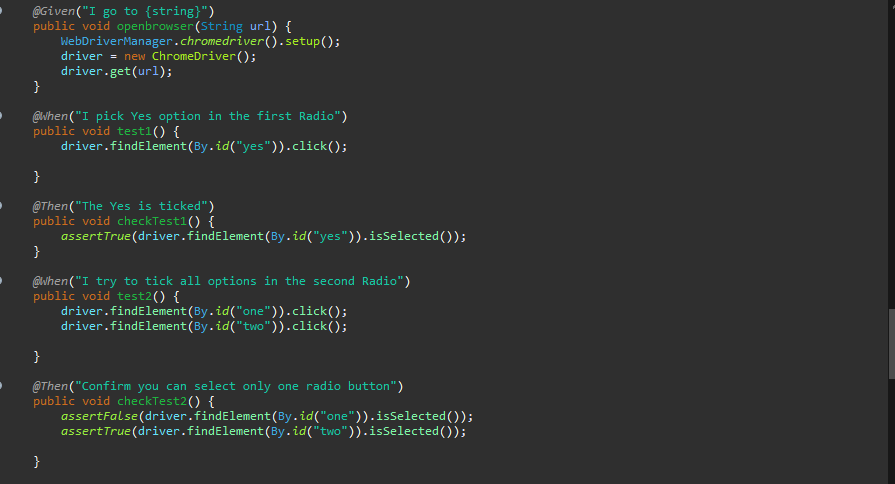 @Given("I go to {string}")
public void openbrowser(String url) {
WebDriverManager.chromedriver().setup();
driver = new ChromeDriver();
driver.get(url);
}
@When("I pick Yes option in the first Radio")
public void test1() {
driver.findElement(By.id("yes")).click();
}
@Then("The Yes is ticked")
public void checkTest1() {
assertTrue(driver.findElement(By.id("yes")).isSelected());
}
@When("I try to tick all options in the second Radio")
public void test2() {
driver.findElement(By.id("one")).click();
driver.findElement(By.id("two")).click();
}
@Then("Confirm you can select only one radio button")
public void checkTest2() {
assertFalse(driver.findElement(By.id("one")).isSelected());
assertTrue(driver.findElement(By.id("two")).isSelected());
}